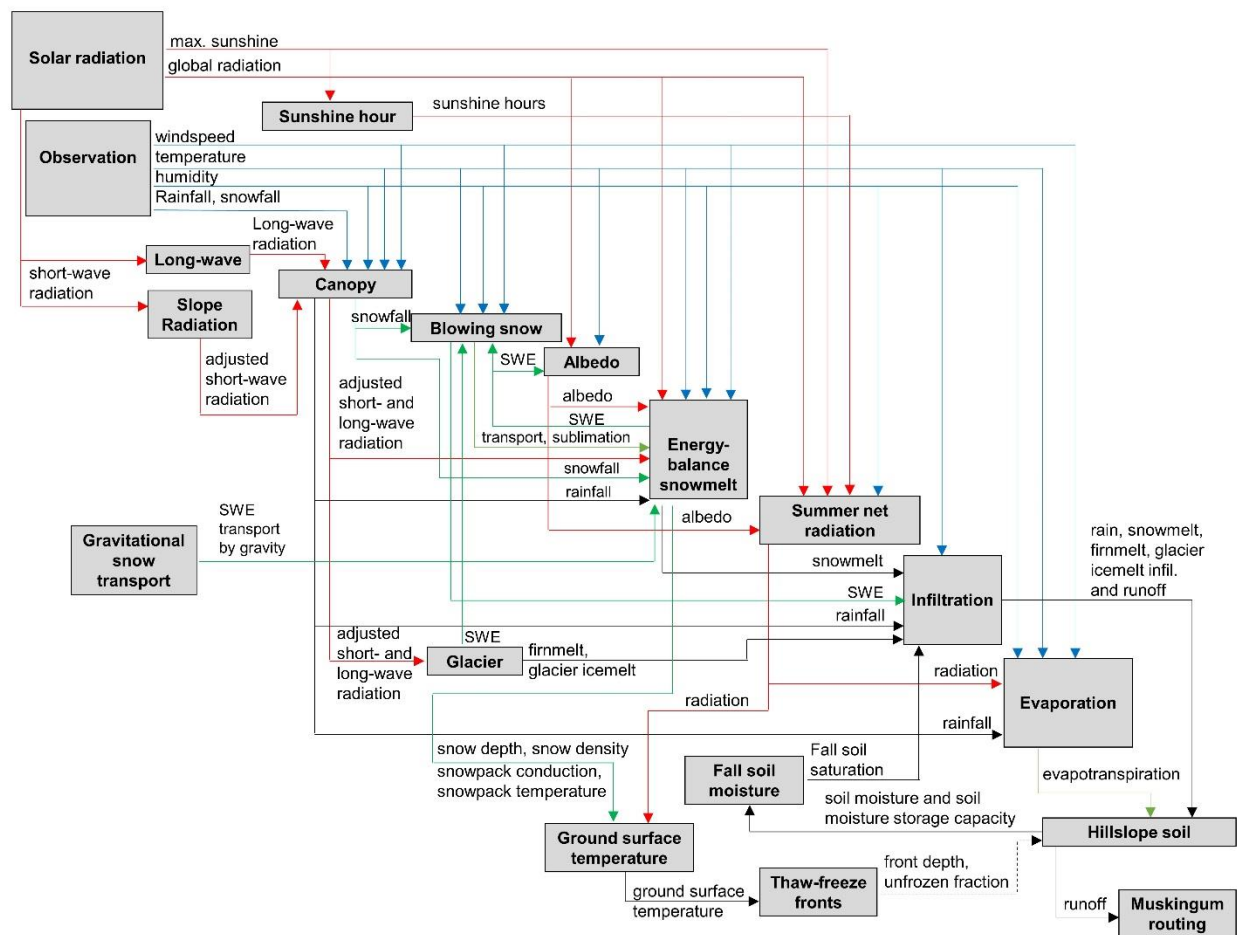 max. sunshine
Solar radiation
global radiation
sunshine hours
Sunshine hour
windspeed
Observation
temperature
humidity
Rainfall, snowfall
Long-wave
radiation
Long-wave
short-wave
radiation
Canopy
Slope
Radiation
snowfall
Blowing snow
SWE
Albedo
adjusted
short-wave
radiation
adjusted
short- and
long-wave
radiation
albedo
SWE
transport, sublimation
Energy-
balance
snowmelt
snowfall
rainfall
SWE
transport
by gravity
Gravitational
snow
transport
albedo
Summer net
radiation
rain, snowmelt,
firnmelt, glacier
icemelt infil.
and runoff
snowmelt
SWE
Infiltration
rainfall
adjusted
short- and
long-wave
radiation
SWE
Glacier
firnmelt,
glacier icemelt
radiation
Evaporation
radiation
rainfall
snow depth, snow density
snowpack conduction,
snowpack temperature
Fall soil
moisture
Fall soil
saturation
evapotranspiration
soil moisture and soil
moisture storage capacity
Hillslope soil
Ground surface
temperature
front depth,
unfrozen fraction
ground surface
temperature
Thaw-freeze
fronts
runoff
Muskingum
routing